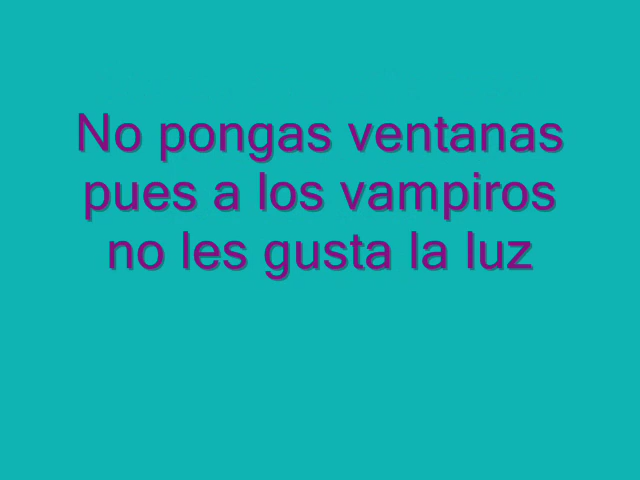 No pongas ventanas
pues a los vampiros
no les gusta la luz